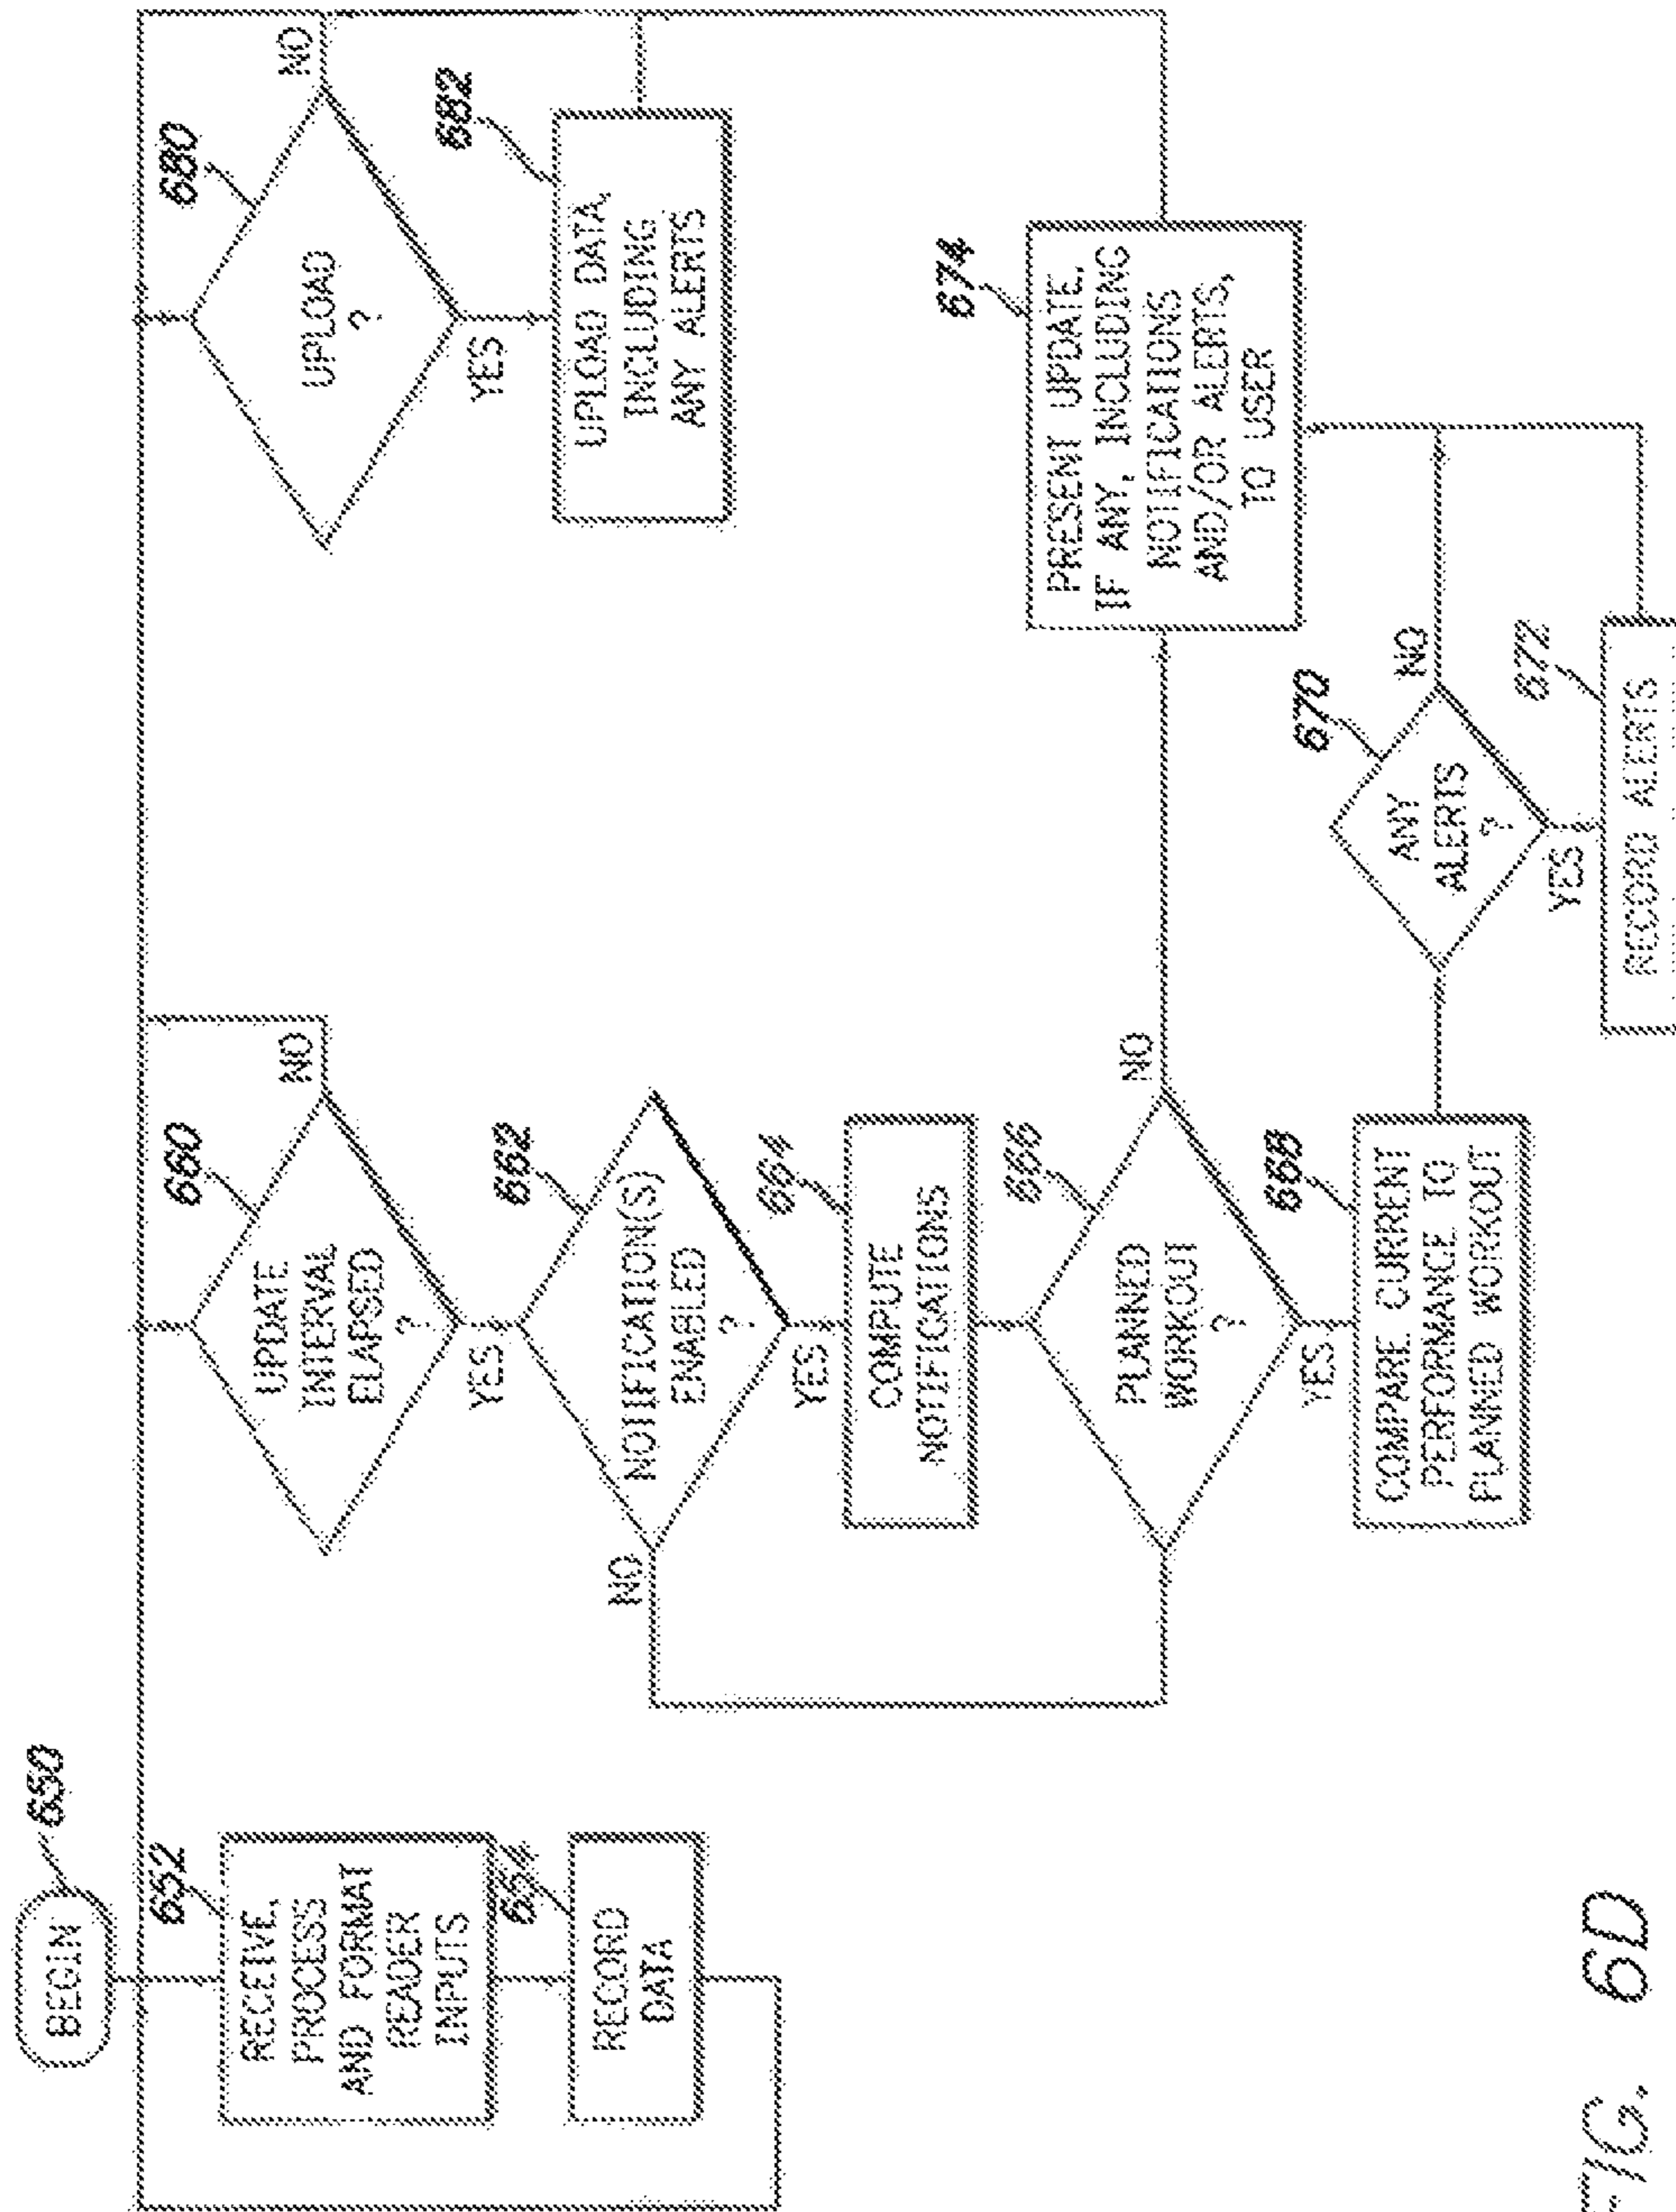 BEGIN
650
652
RECEIVE,
PROCESS
AND FORMAT
READER
INPUTS
654
RECORD
DATA
660
UPDATE
INTERVAL
ELAPSED
?
NO
YES
662
NOTIFICATION(S)
ENABLED
?
NO
YES
664
COMPUTE
NOTIFICATIONS
666
PLANNED
WORKOUT
?
NO
YES
668
COMPARE CURRENT
PERFORMANCE TO
PLANNED WORKOUT
670
ANY
ALERTS
?
NO
YES
672
RECORD ALERTS
674
PRESENT UPDATE,
IF ANY, INCLUDING
NOTIFICATIONS
AND/OR ALERTS,
TO USER
680
UPLOAD
?
NO
YES
682
UPLOAD DATA,
INCLUDING
ANY ALERTS
FIG. 6D